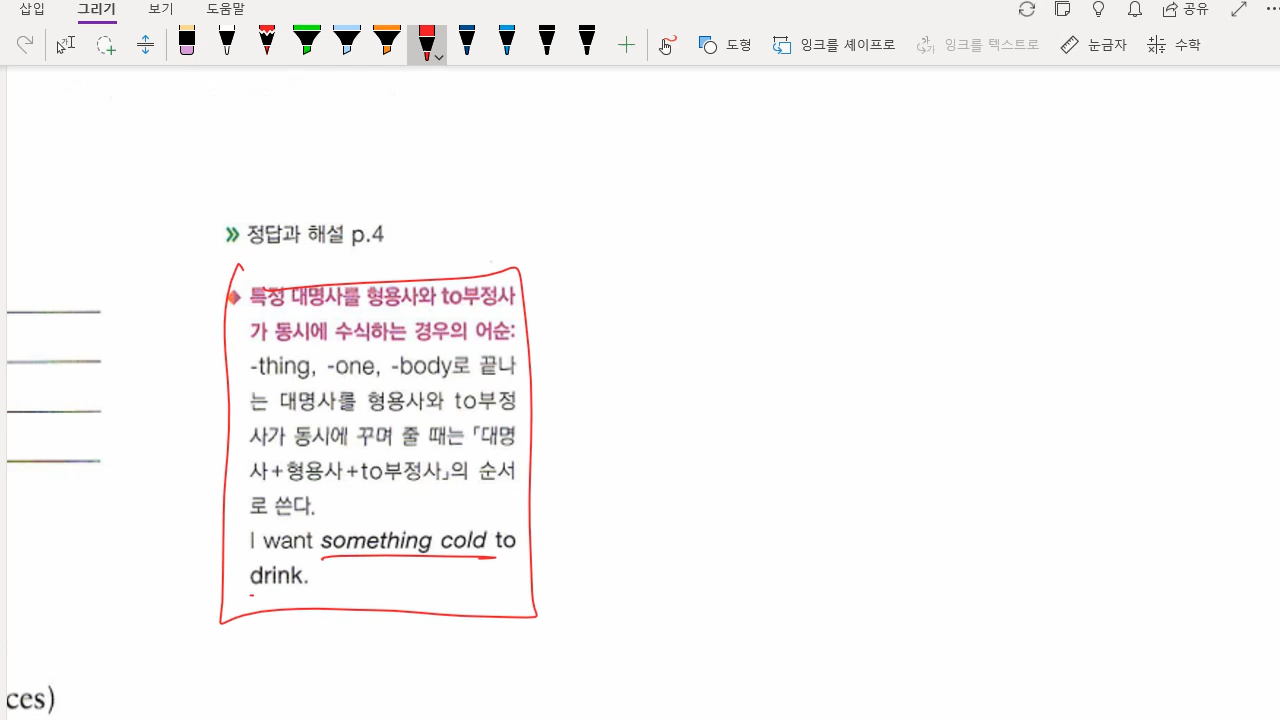 삽입 그리기 보기 도움말 공유
도형 잉크를 셰이프로 잉크를 텍스트로 눈금자 수학
» 정답과 해설 p.4
특정 대명사를 형용사와 to부정사
가 동시에 수식하는 경우의 어순:
-thing, -one, -body로 끝나
는 대명사를 형용사와 to부정
사가 동시에 꾸며 줄 때는 「대명
사+형용사+to부정사」의 순서
로 쓴다.
I want something cold to
drink.
ces)